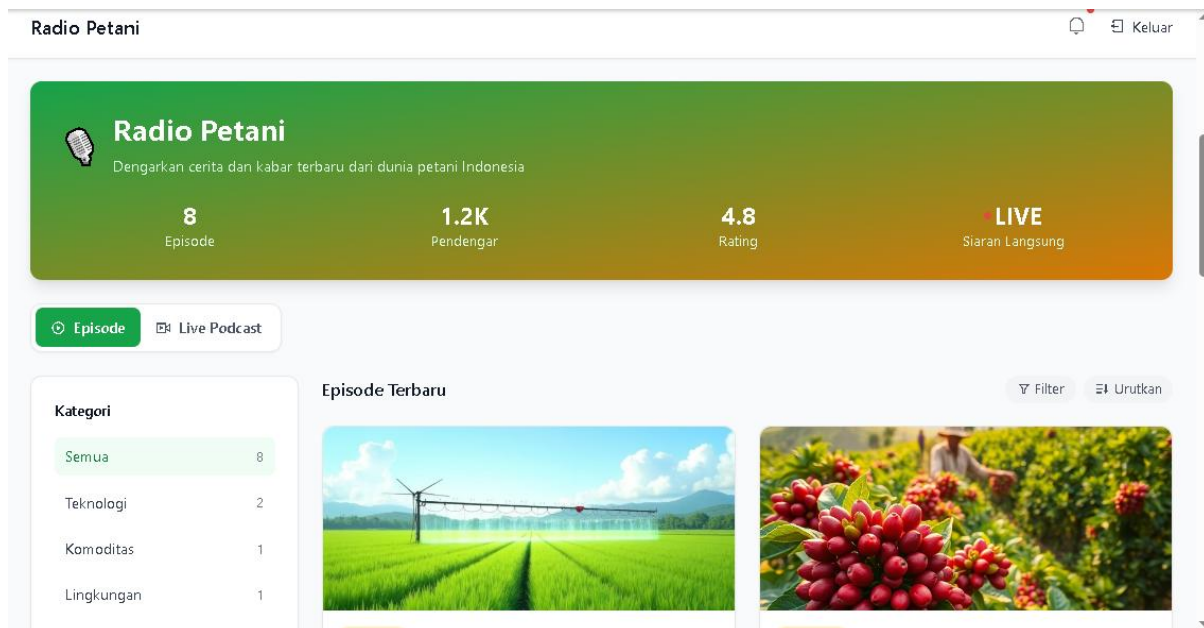 Radio Petani
Keluar
Radio Petani
Dengarkan cerita dan kabar terbaru dari dunia petani Indonesia
8
Episode
1.2K
Pendengar
4.8
Rating
LIVE
Siaran Langsung
Episode
Live Podcast
Kategori
Semua 8
Teknologi 2
Komoditas 1
Lingkungan 1
Episode Terbaru
Filter
Urutkan